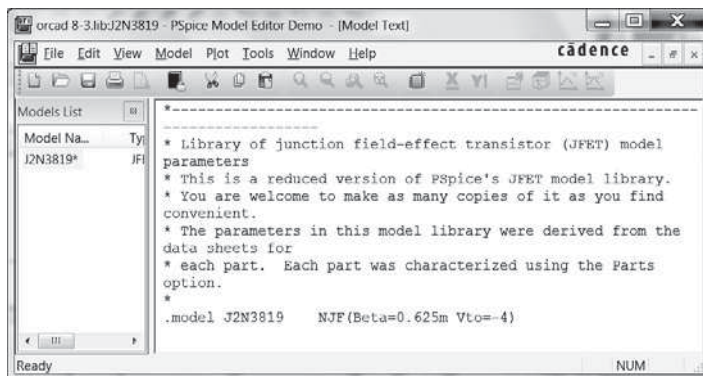 orcad 8-3.lib:J2N3819 - PSpice Model Editor Demo - [Model Text]
File Edit View Model Plot Tools Window Help
cādence
Models List
Model Na... Ty
J2N3819* JFI
*-----------------------------------------------------------------
-------------------
* Library of junction field-effect transistor (JFET) model
parameters
* This is a reduced version of PSpice's JFET model library.
* You are welcome to make as many copies of it as you find
convenient.
* The parameters in this model library were derived from the
data sheets for
* each part.  Each part was characterized using the Parts
option.
*
.model J2N3819    NJF(Beta=0.625m Vto=-4)
Ready
NUM